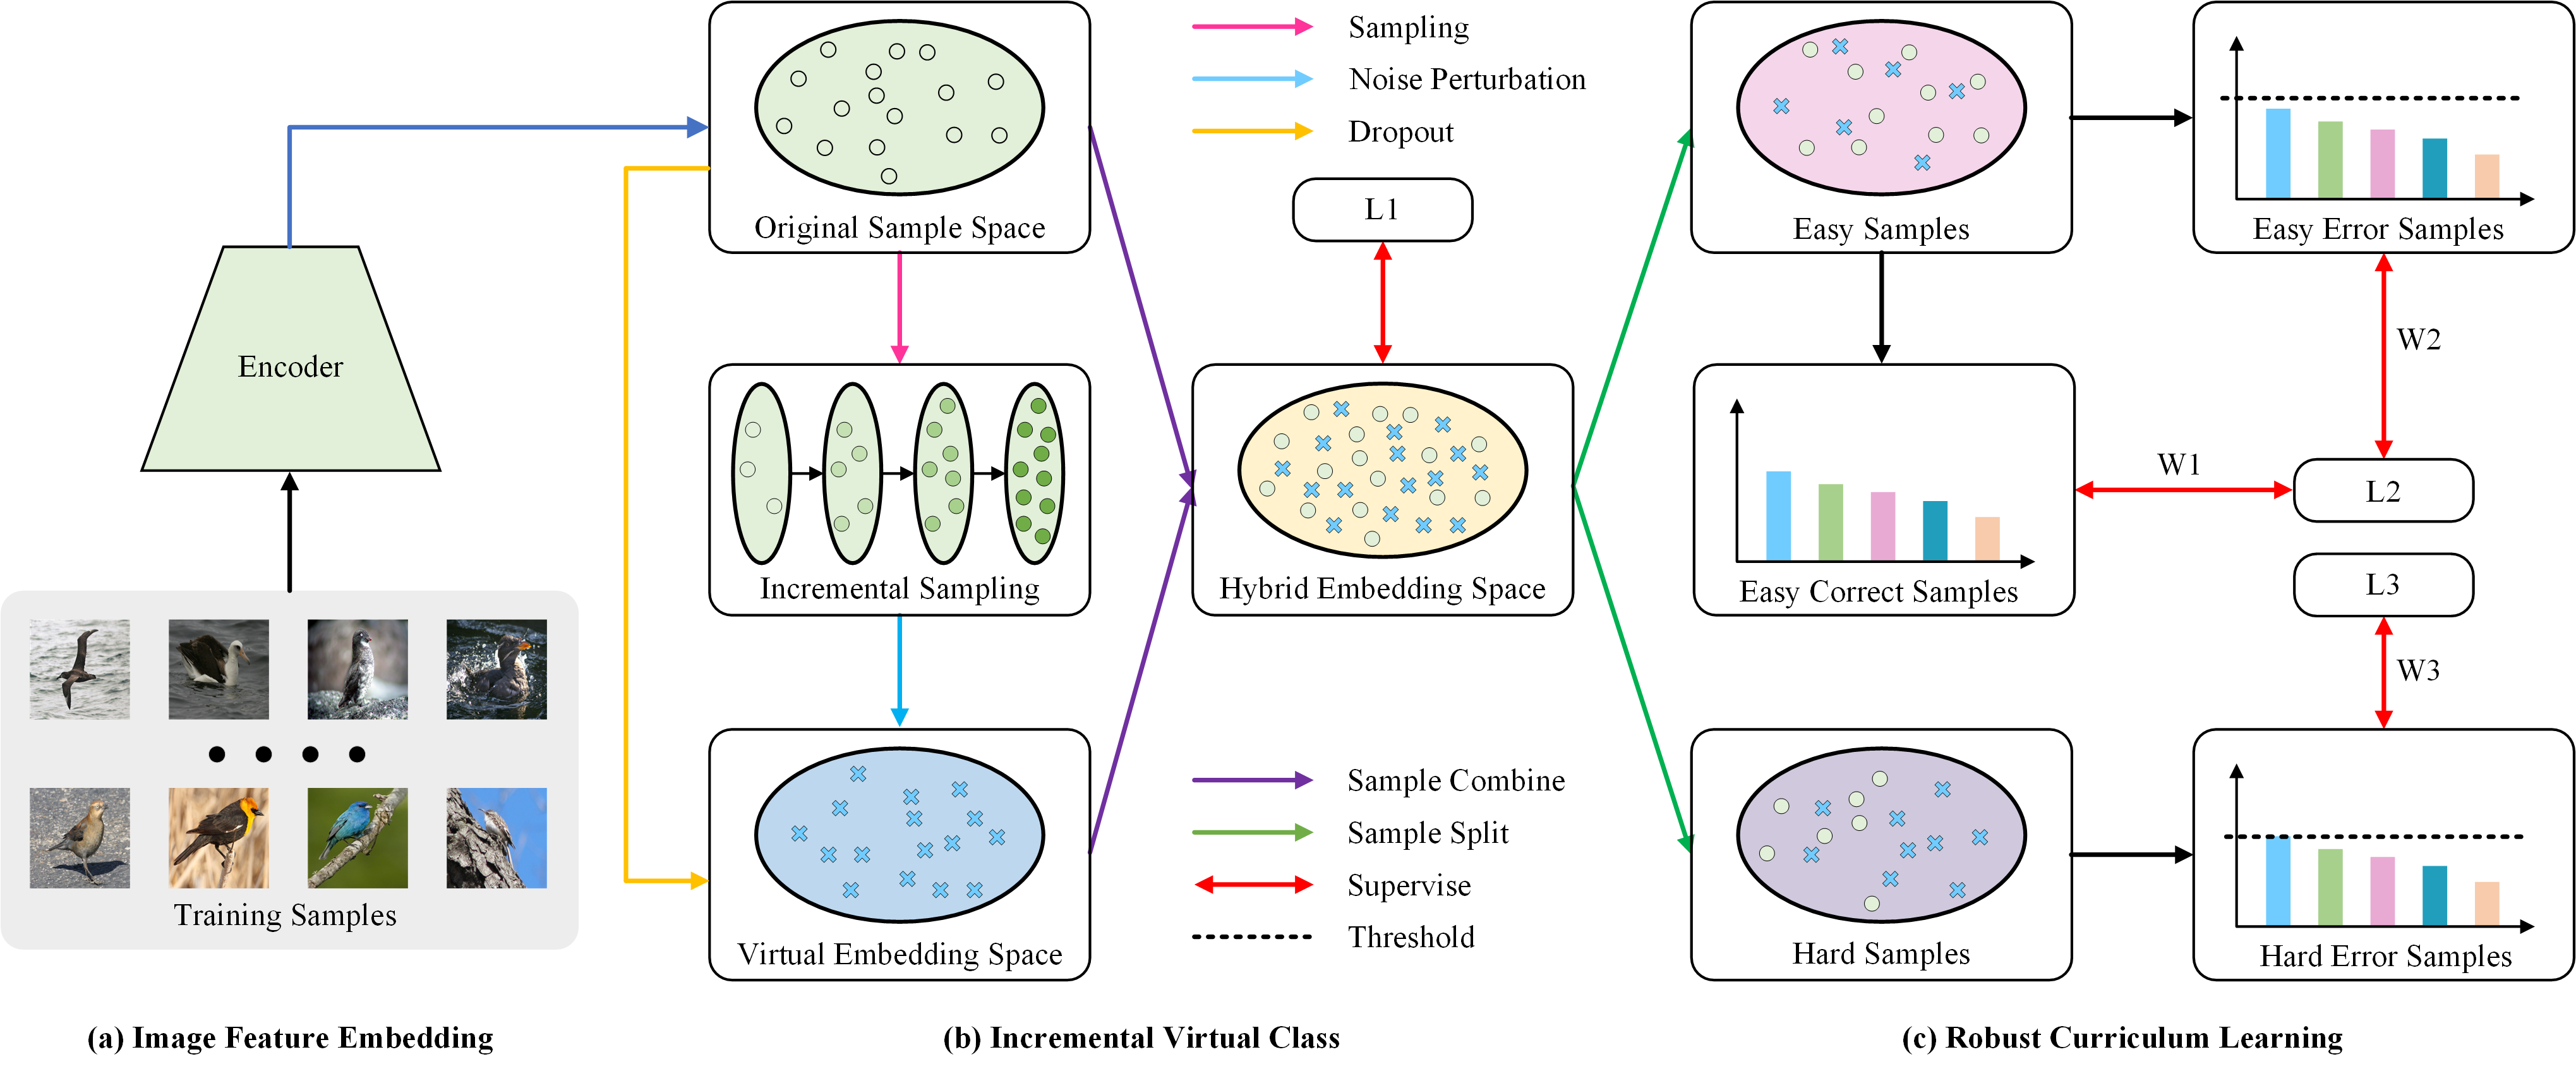 Encoder
Training Samples
(a) Image Feature Embedding
Original Sample Space
Incremental Sampling
Virtual Embedding Space
Sampling
Noise Perturbation
Dropout
L1
Hybrid Embedding Space
Sample Combine
Sample Split
Supervise
Threshold
(b) Incremental Virtual Class
Easy Samples
Easy Error Samples
W2
Easy Correct Samples
W1
L2
L3
W3
Hard Samples
Hard Error Samples
(c) Robust Curriculum Learning